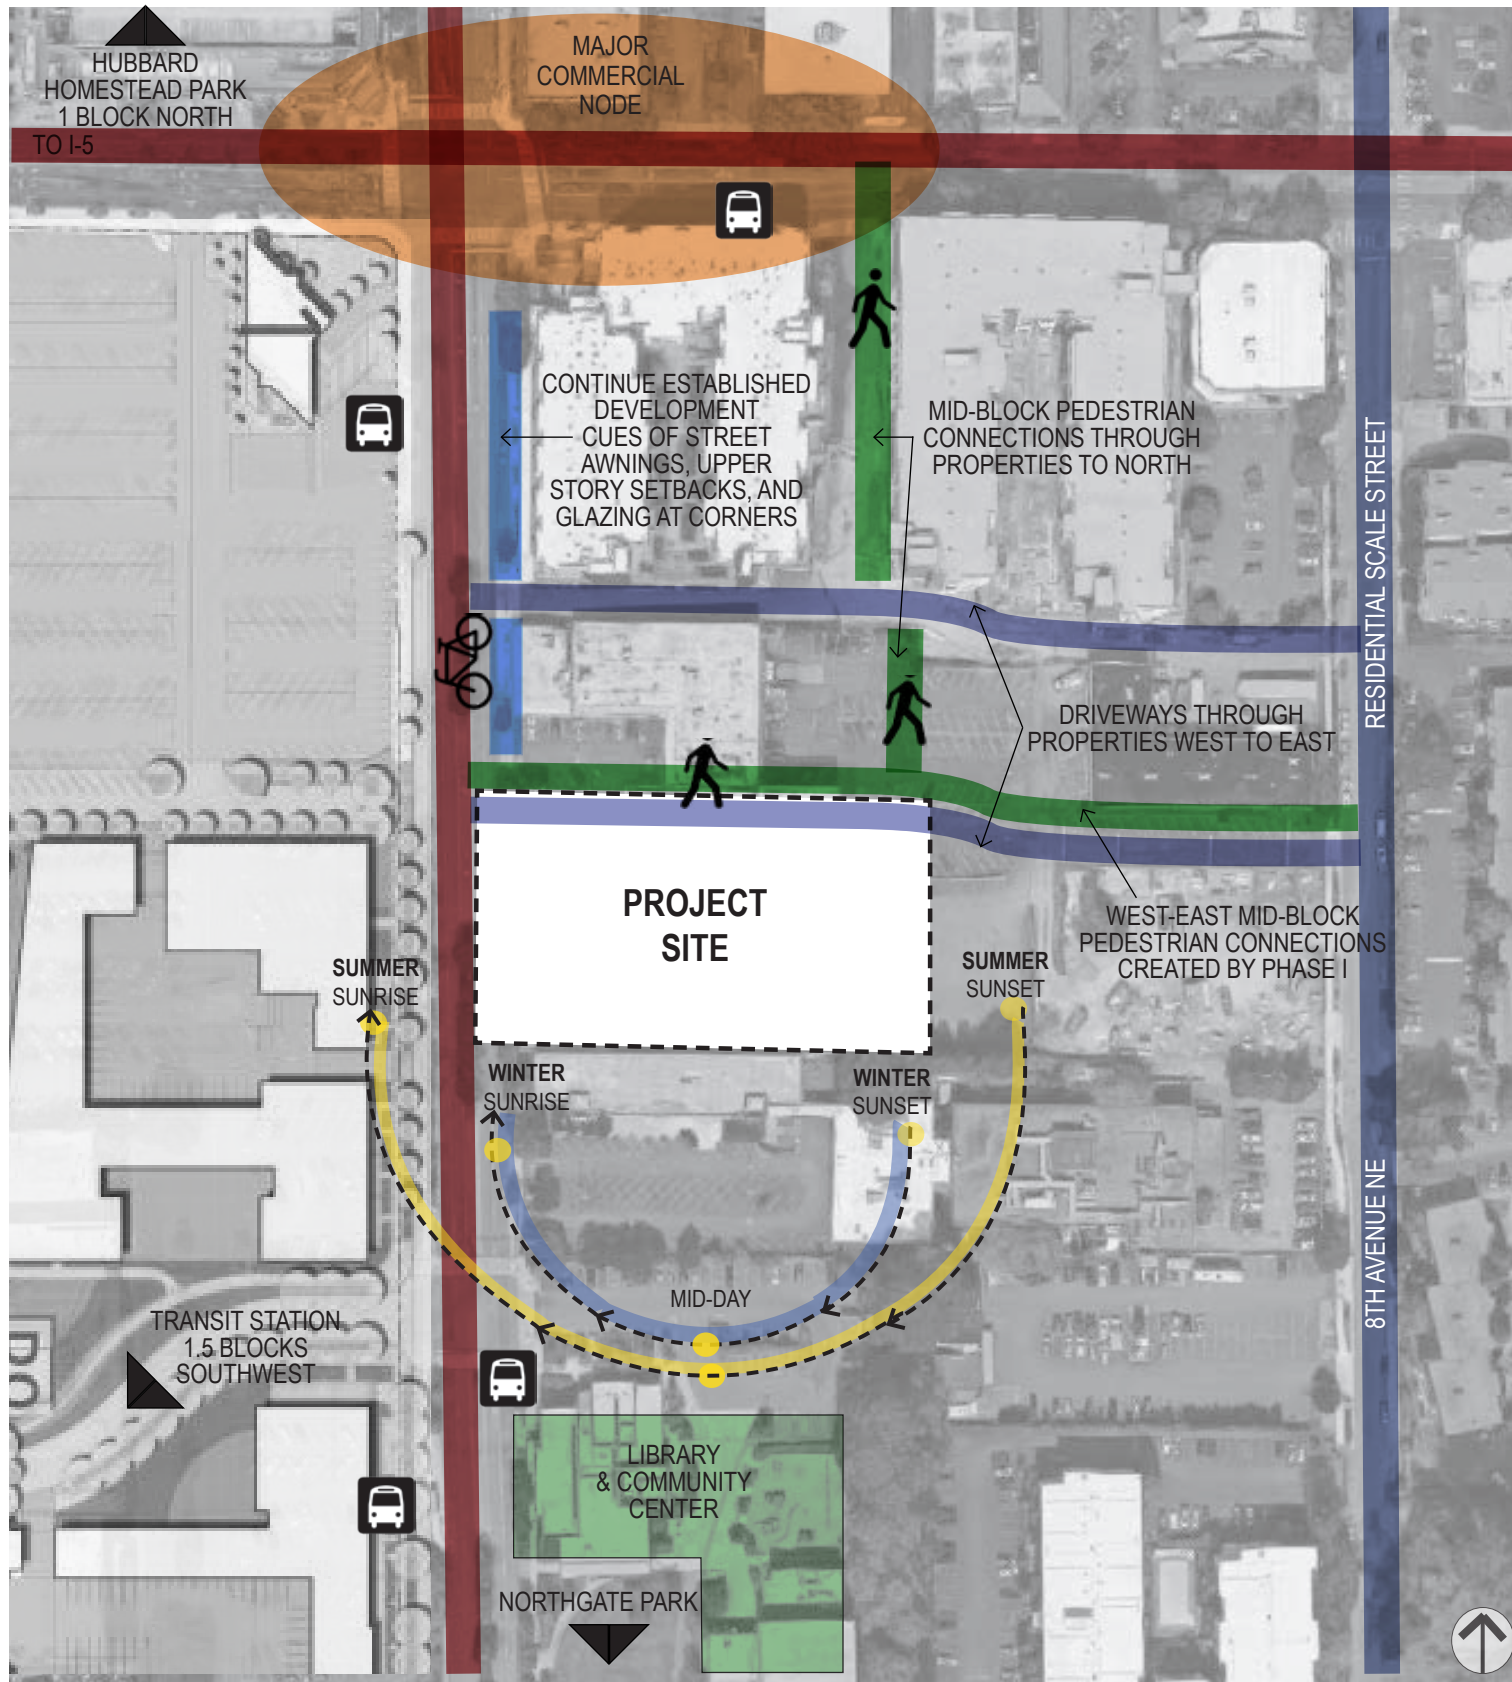 HUBBARD
HOMESTEAD PARK
1 BLOCK NORTH
TO I-5
MAJOR
COMMERCIAL
NODE
CONTINUE ESTABLISHED
DEVELOPMENT
CUES OF STREET
AWNINGS, UPPER
STORY SETBACKS, AND
GLAZING AT CORNERS
MID-BLOCK PEDESTRIAN
CONNECTIONS THROUGH
PROPERTIES TO NORTH
RESIDENTIAL SCALE STREET
DRIVEWAYS THROUGH
PROPERTIES WEST TO EAST
PROJECT
SITE
WEST-EAST MID-BLOCK
PEDESTRIAN CONNECTIONS
CREATED BY PHASE I
SUMMER
SUNRISE
SUMMER
SUNSET
WINTER
SUNRISE
WINTER
SUNSET
MID-DAY
8TH AVENUE NE
TRANSIT STATION
1.5 BLOCKS
SOUTHWEST
LIBRARY
& COMMUNITY
CENTER
NORTHGATE PARK